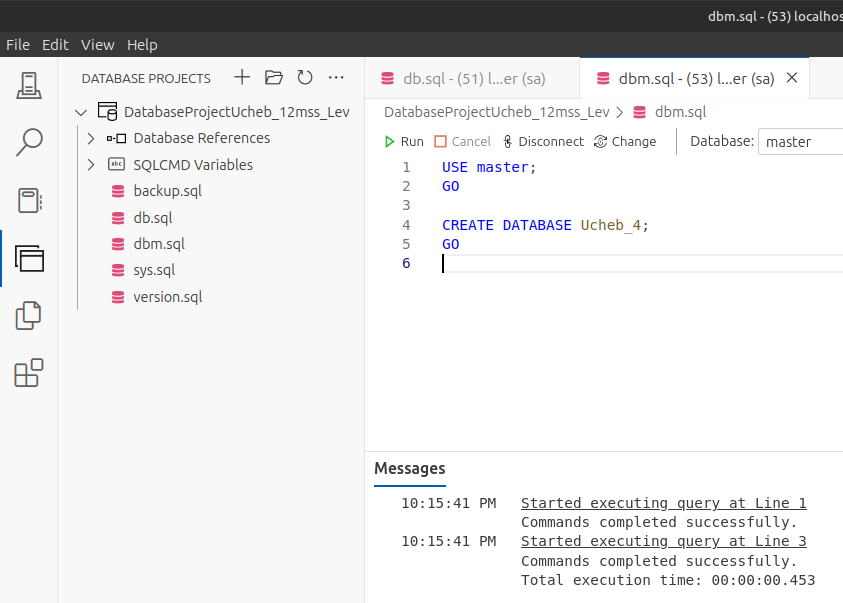 dbm.sql - (53) localhos
File Edit View Help
DATABASE PROJECTS
DatabaseProjectUcheb_12mss_Lev
Database References
abc SQLCMD Variables
backup.sql
db.sql
dbm.sql
sys.sql
version.sql
db.sql - (51) l...er (sa)
dbm.sql - (53) l...er (sa)
DatabaseProjectUcheb_12mss_Lev > dbm.sql
Run Cancel Disconnect Change Database: master
1 USE master;
2 GO
3
4 CREATE DATABASE Ucheb_4;
5 GO
6
Messages
10:15:41 PM Started executing query at Line 1
Commands completed successfully.
10:15:41 PM Started executing query at Line 3
Commands completed successfully.
Total execution time: 00:00:00.453